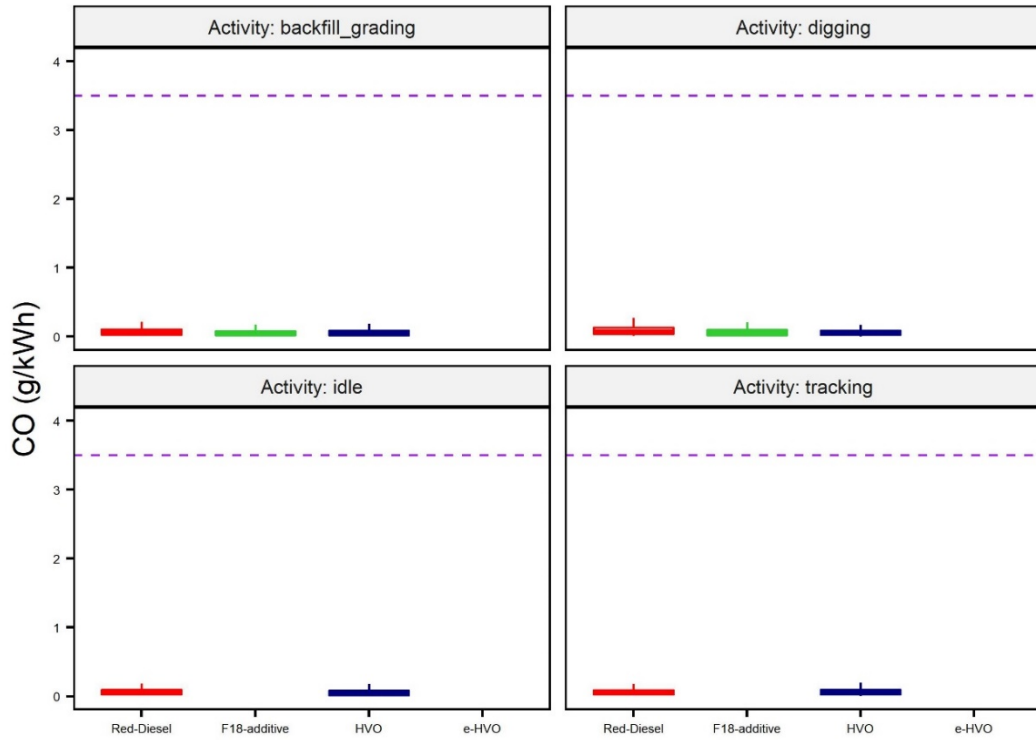 Activity: backfill_grading
Activity: digging
4
3
2
1
0
Activity: idle
Activity: tracking
4
3
2
1
0
CO (g/kWh)
Red-Diesel F18-additive HVO e-HVO
Red-Diesel F18-additive HVO e-HVO